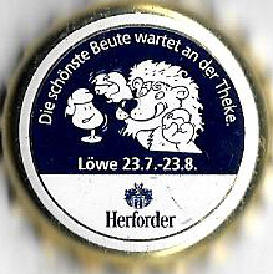 Die schönste Beute wartet an der Theke.
Löwe 23.7.-23.8.
Herforder